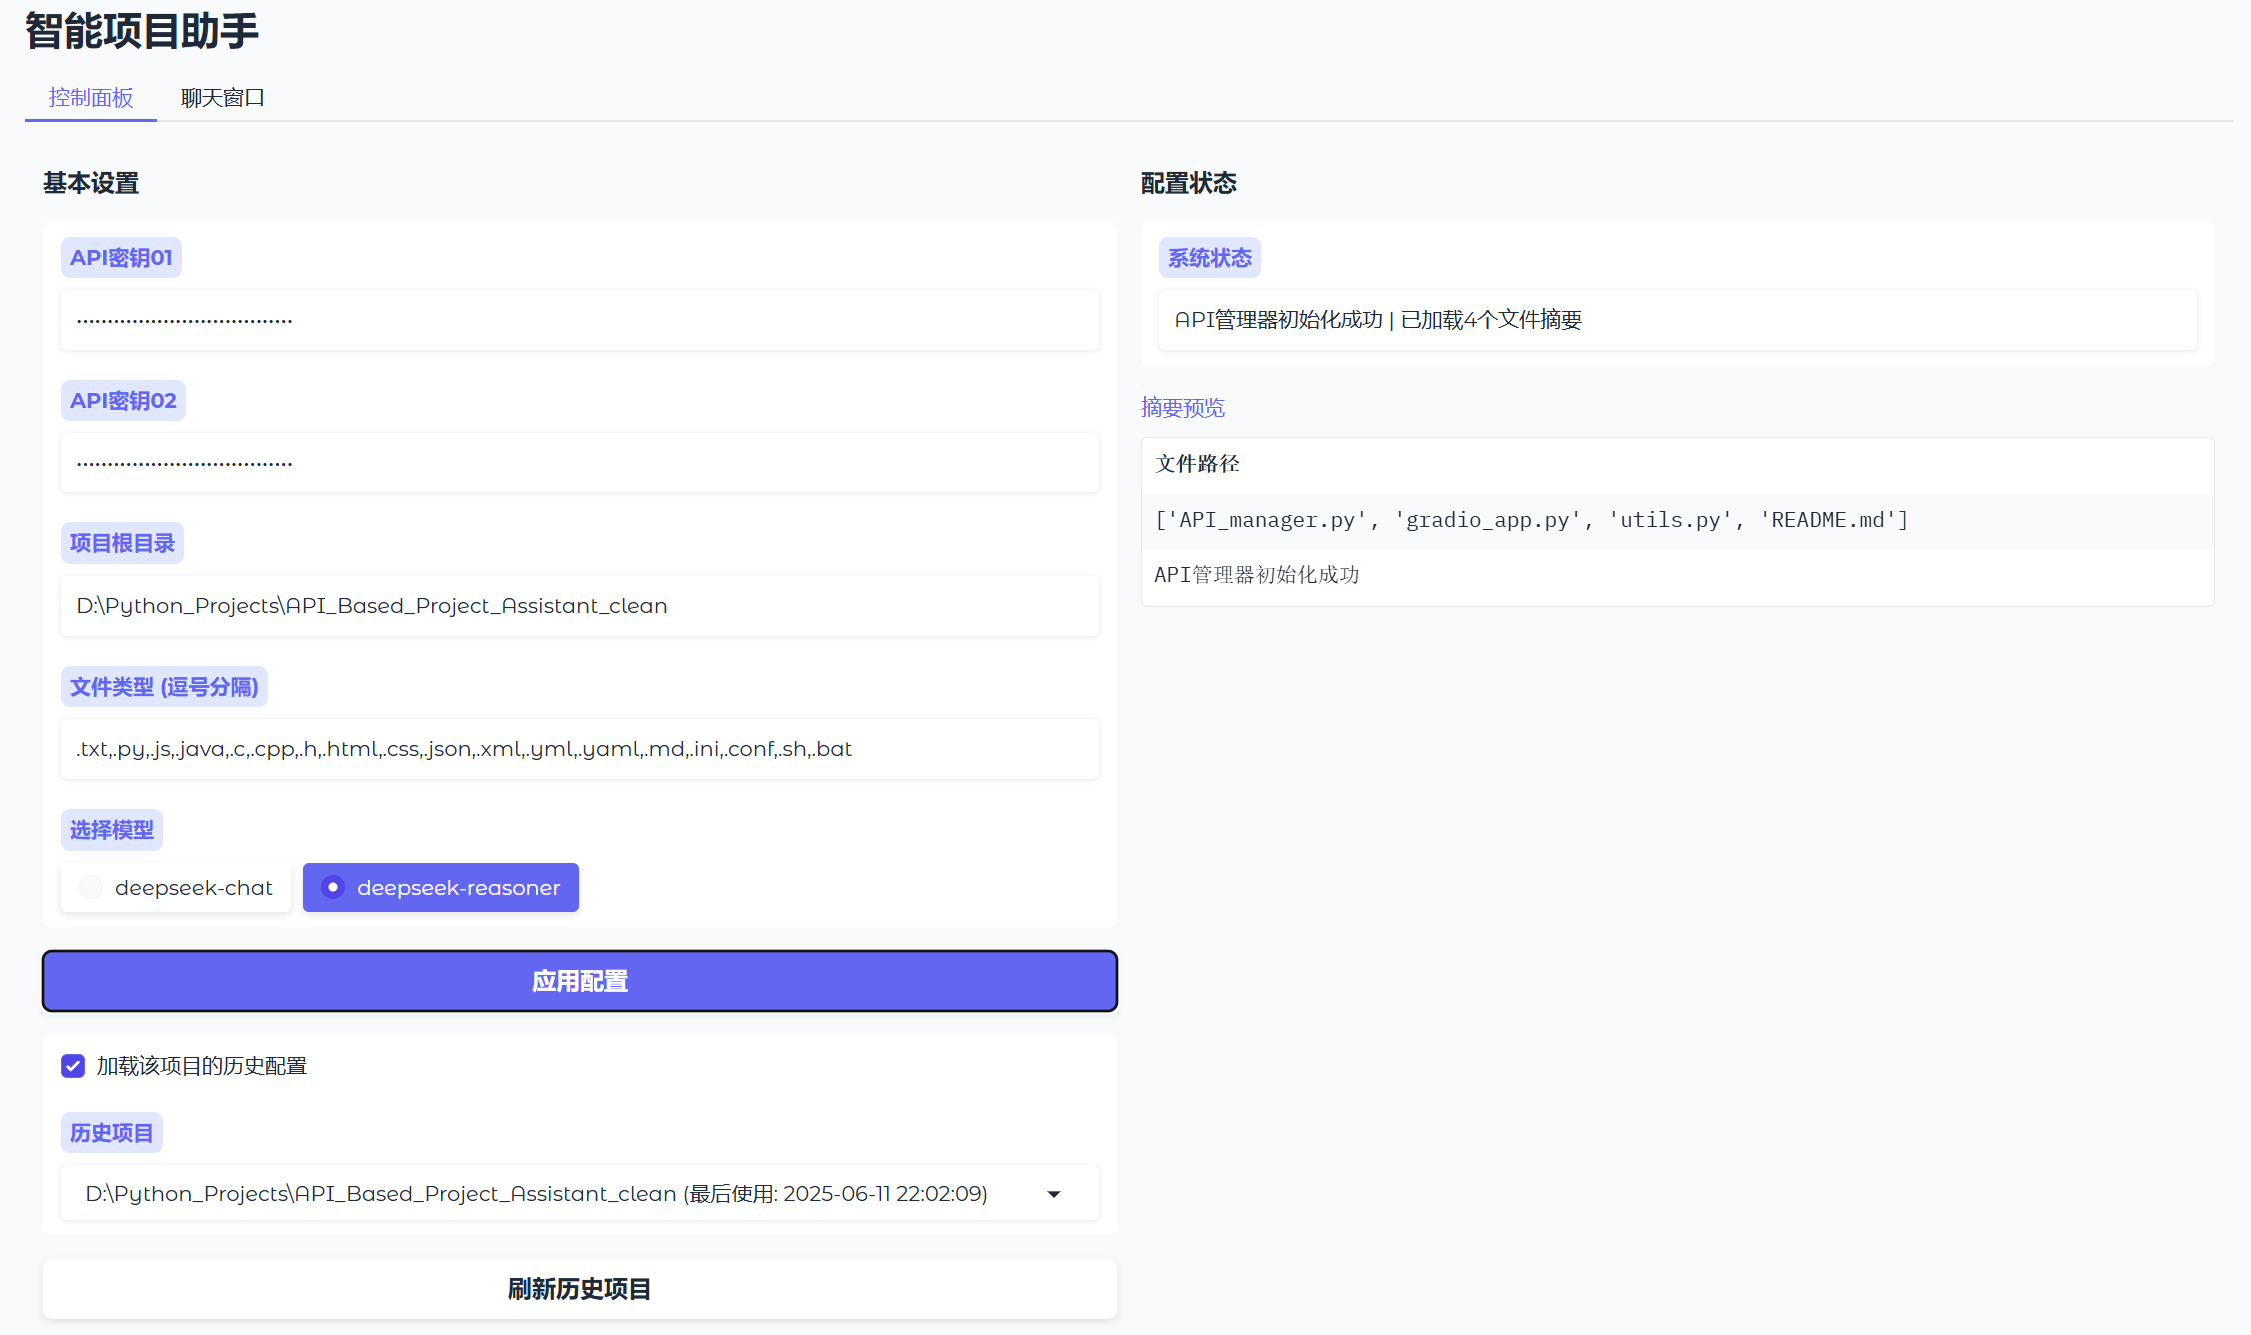 智能项目助手
控制面板
聊天窗口
基本设置
API密钥01
API密钥02
项目根目录
D:\Python_Projects\API_Based_Project_Assistant_clean
文件类型 (逗号分隔)
.txt,.py,.js,.java,.c,.cpp,.h,.html,.css,.json,.xml,.yml,.yaml,.md,.ini,.conf,.sh,.bat
选择模型
deepseek-chat
deepseek-reasoner
应用配置
加载该项目的历史配置
历史项目
D:\Python_Projects\API_Based_Project_Assistant_clean (最后使用: 2025-06-11 22:02:09)
刷新历史项目
配置状态
系统状态
API管理器初始化成功 | 已加载4个文件摘要
摘要预览
文件路径
['API_manager.py', 'gradio_app.py', 'utils.py', 'README.md']
API管理器初始化成功